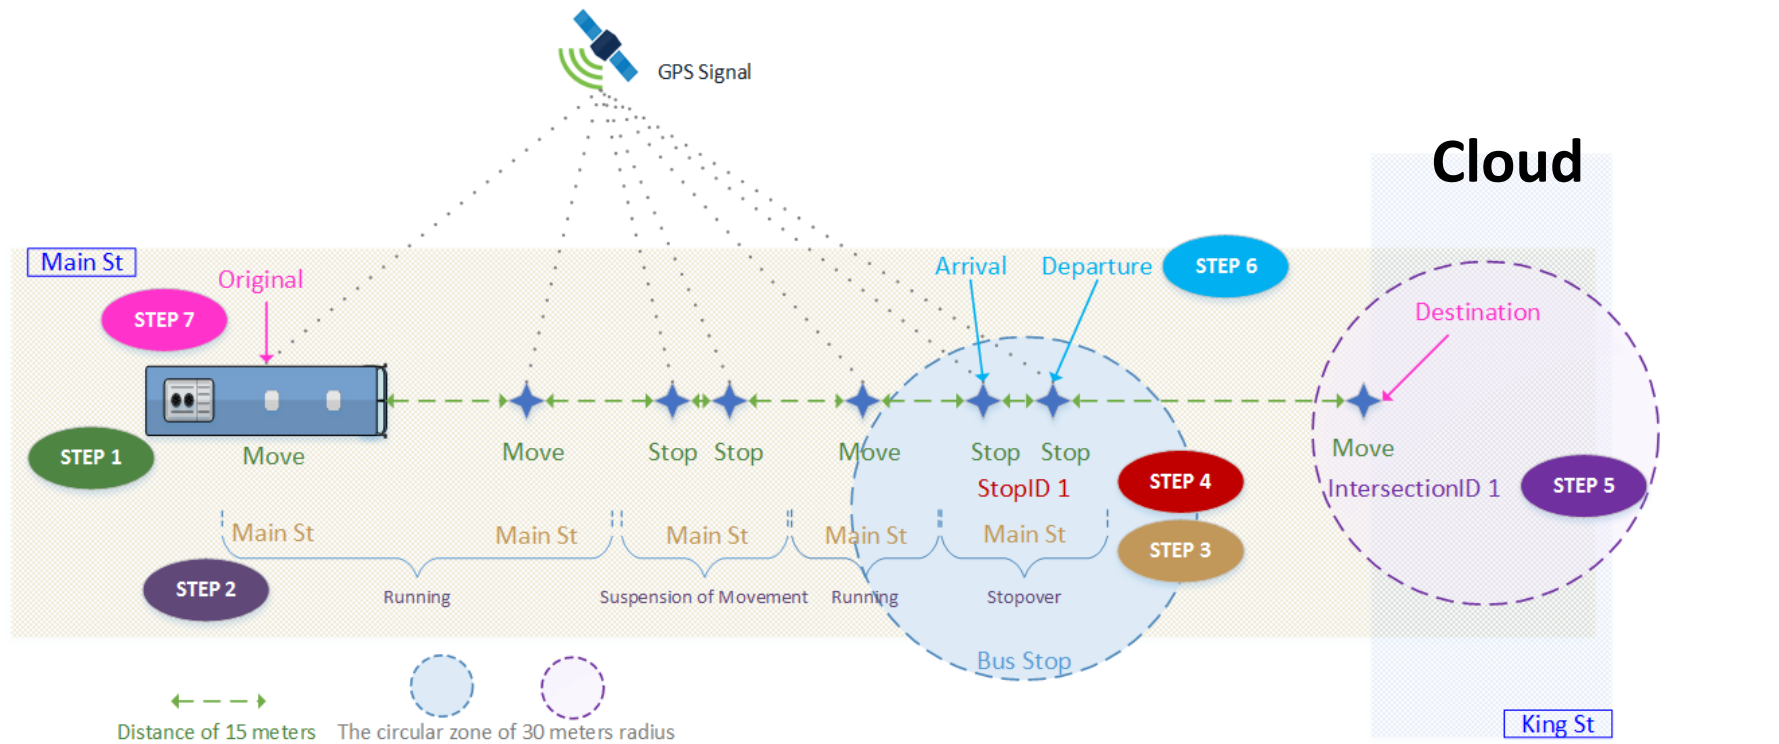 GPS Signal
Cloud
Main St
Original
STEP 7
Arrival
Departure
STEP 6
Destination
STEP 1
Move
Move
Stop
Stop
Move
Stop
Stop
Move
StopID 1
STEP 4
IntersectionID 1
STEP 5
Main St
Main St
Main St
Main St
Main St
STEP 3
STEP 2
Running
Suspension of Movement
Running
Stopover
Bus Stop
Distance of 15 meters
The circular zone of 30 meters radius
King St